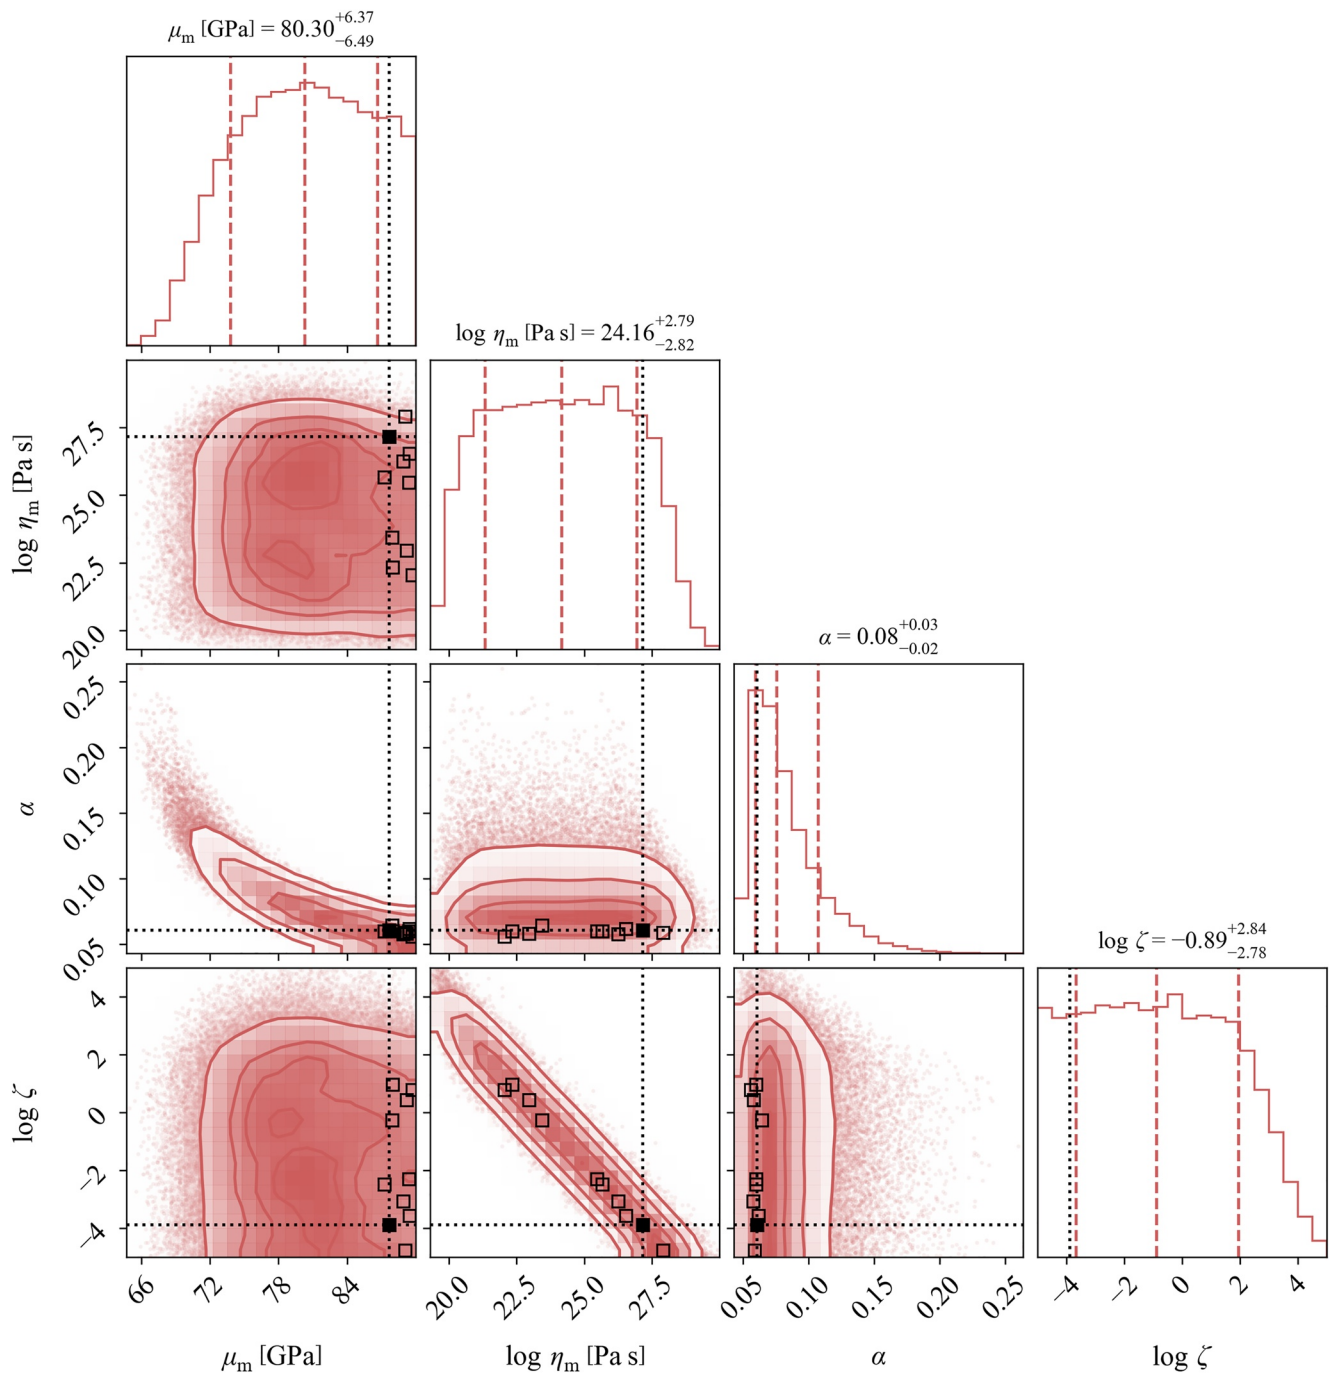 μm [GPa] = 80.30 +6.37 −6.49
log ηm [Pa s] = 24.16 +2.79 −2.82
log ηm [Pa s]
27.5
25.0
22.5
20.0
α = 0.08 +0.03 −0.02
α
0.25
0.20
0.15
0.10
0.05
log ζ = −0.89 +2.84 −2.78
log ζ
4
2
0
−2
−4
66 72 78 84
20.0 22.5 25.0 27.5
0.05 0.10 0.15 0.20 0.25
−4 −2 0 2 4
μm [GPa]
log ηm [Pa s]
α
log ζ